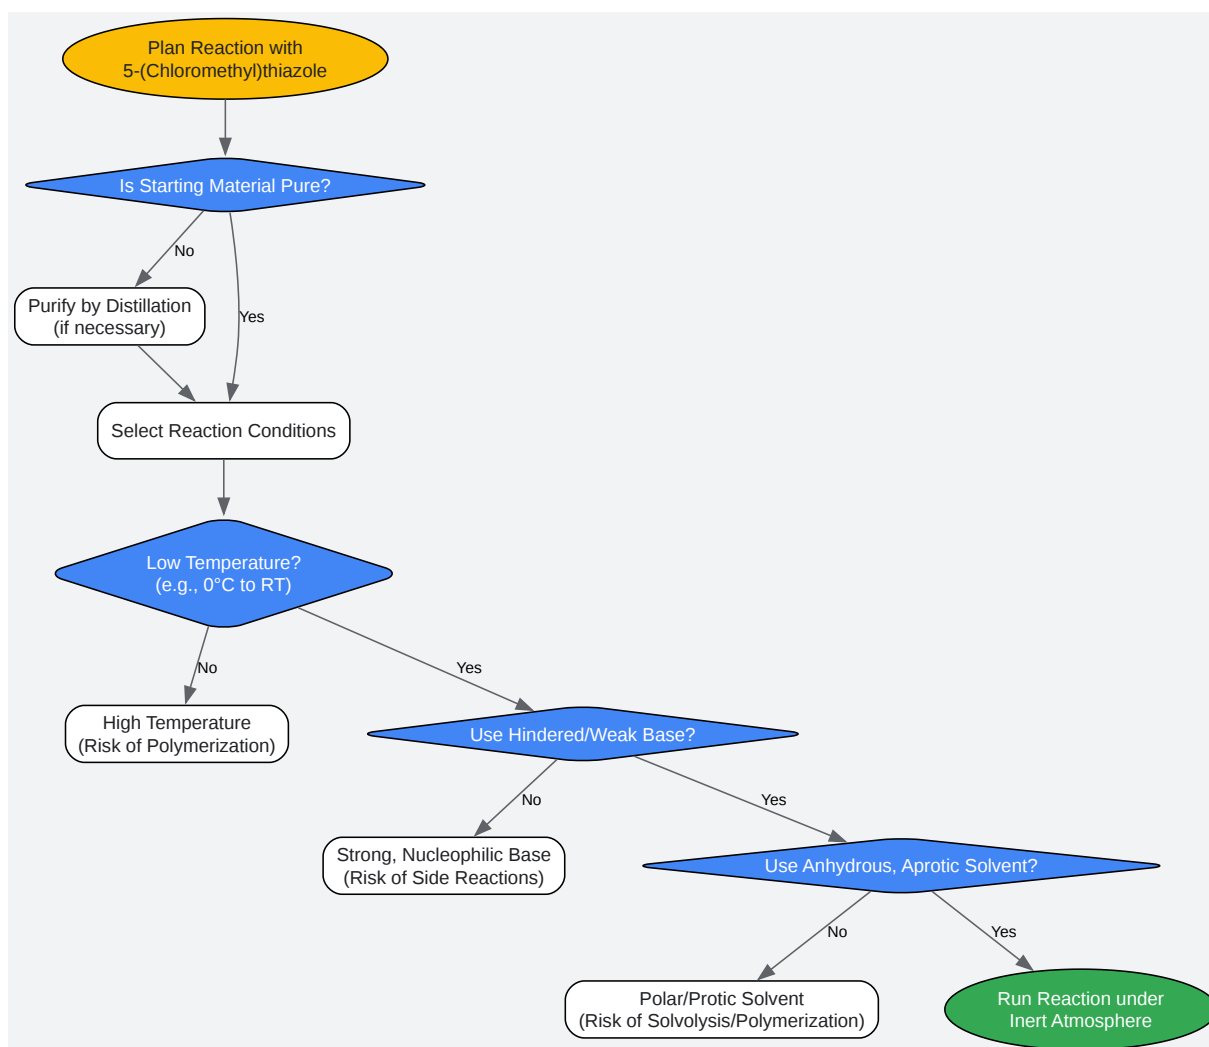 Plan Reaction with
5-(Chloromethyl)thiazole
Is Starting Material Pure?
No
Purify by Distillation
(if necessary)
Yes
Select Reaction Conditions
Low Temperature?
(e.g., 0°C to RT)
No
Yes
High Temperature
(Risk of Polymerization)
Use Hindered/Weak Base?
No
Yes
Strong, Nucleophilic Base
(Risk of Side Reactions)
Use Anhydrous, Aprotic Solvent?
No
Yes
Polar/Protic Solvent
(Risk of Solvolysis/Polymerization)
Run Reaction under
Inert Atmosphere